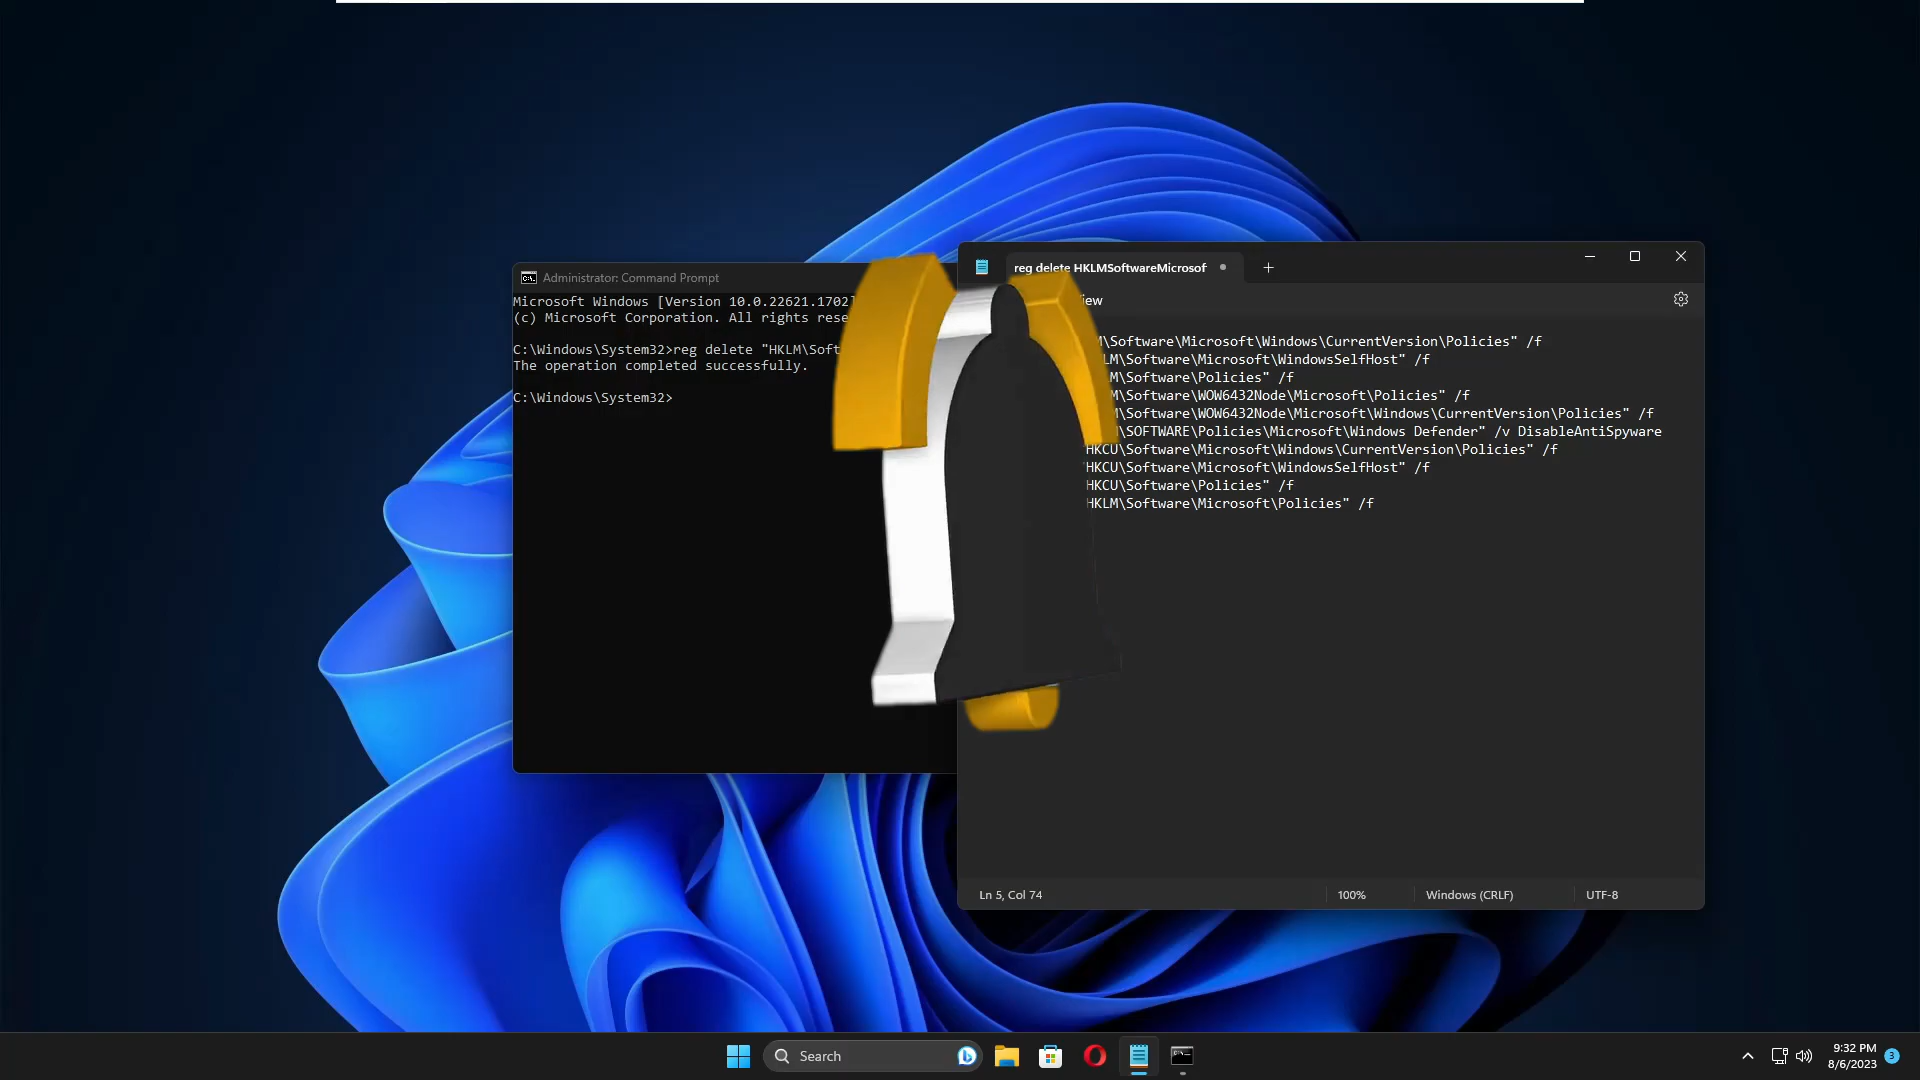 Administrator: Command Prompt
Microsoft Windows [Version 10.0.22621.1702]
(c) Microsoft Corporation. All rights
C:\Windows\System32>reg delete "HKLM\Soft
The operation completed successfully.
C:\Windows\System32>
reg delete HKLMSoftwareMicrosof
M\Software\Microsoft\Windows\CurrentVersion\Policies" /f
LM\Software\Microsoft\WindowsSelfHost" /f
M\Software\Policies" /f
M\Software\WOW6432Node\Microsoft\Policies" /f
M\Software\WOW6432Node\Microsoft\Windows\CurrentVersion\Policies" /f
M\SOFTWARE\Policies\Microsoft\Windows Defender" /v DisableAntiSpyware
HKCU\Software\Microsoft\Windows\CurrentVersion\Policies" /f
HKCU\Software\Microsoft\WindowsSelfHost" /f
HKCU\Software\Policies" /f
HKLM\Software\Microsoft\Policies" /f
Ln 5, Col 74
100%
Windows (CRLF)
UTF-8
Search
9:32 PM
8/6/2023
3